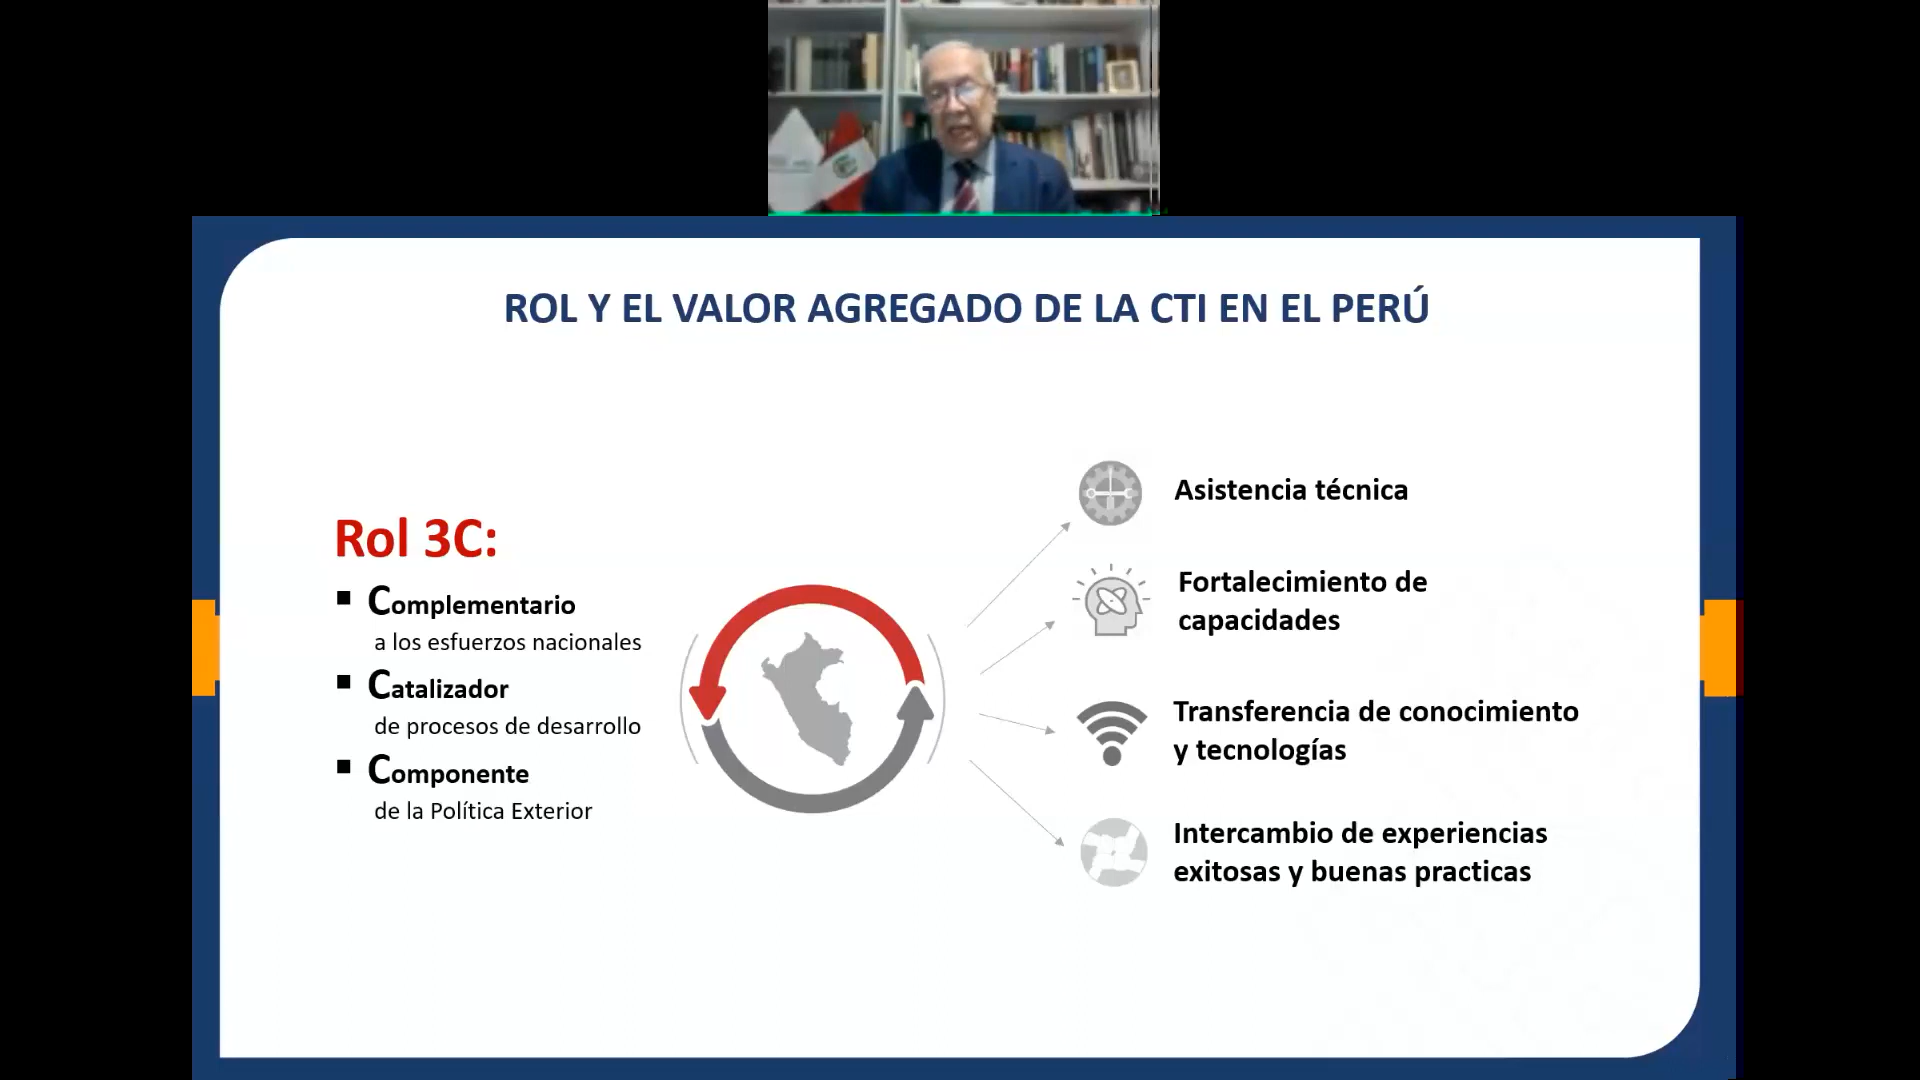 ROL Y EL VALOR AGREGADO DE LA CTI EN EL PERÚ
Rol 3C:
▪ Complementario
a los esfuerzos nacionales
▪ Catalizador
de procesos de desarrollo
▪ Componente
de la Política Exterior
Asistencia técnica
Fortalecimiento de
capacidades
Transferencia de conocimiento
y tecnologías
Intercambio de experiencias
exitosas y buenas practicas